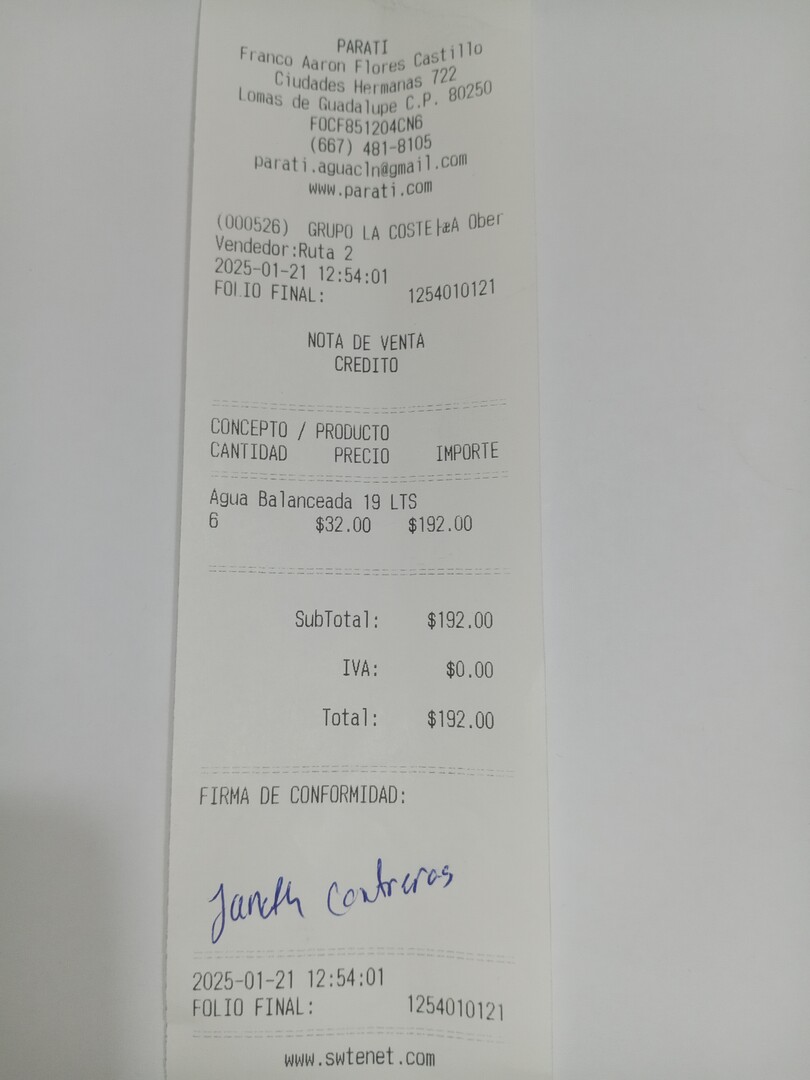 PARATI
Franco Aaron Flores Castillo
Ciudades Hermanas 722
Lomas de Guadalupe C.P. 80250
FOCF851204CN6
(667) 481-8105
parati.aguacln@gmail.com
www.parati.com
(000526) GRUPO LA COSTE├æA Ober
Vendedor:Ruta 2
2025-01-21 12:54:01
FOLIO FINAL: 1254010121
NOTA DE VENTA
CREDITO
CONCEPTO / PRODUCTO
CANTIDAD PRECIO IMPORTE
Agua Balanceada 19 LTS
6 $32.00 $192.00
SubTotal: $192.00
IVA: $0.00
Total: $192.00
FIRMA DE CONFORMIDAD:
Janeth Contreras
2025-01-21 12:54:01
FOLIO FINAL: 1254010121
www.swtenet.com